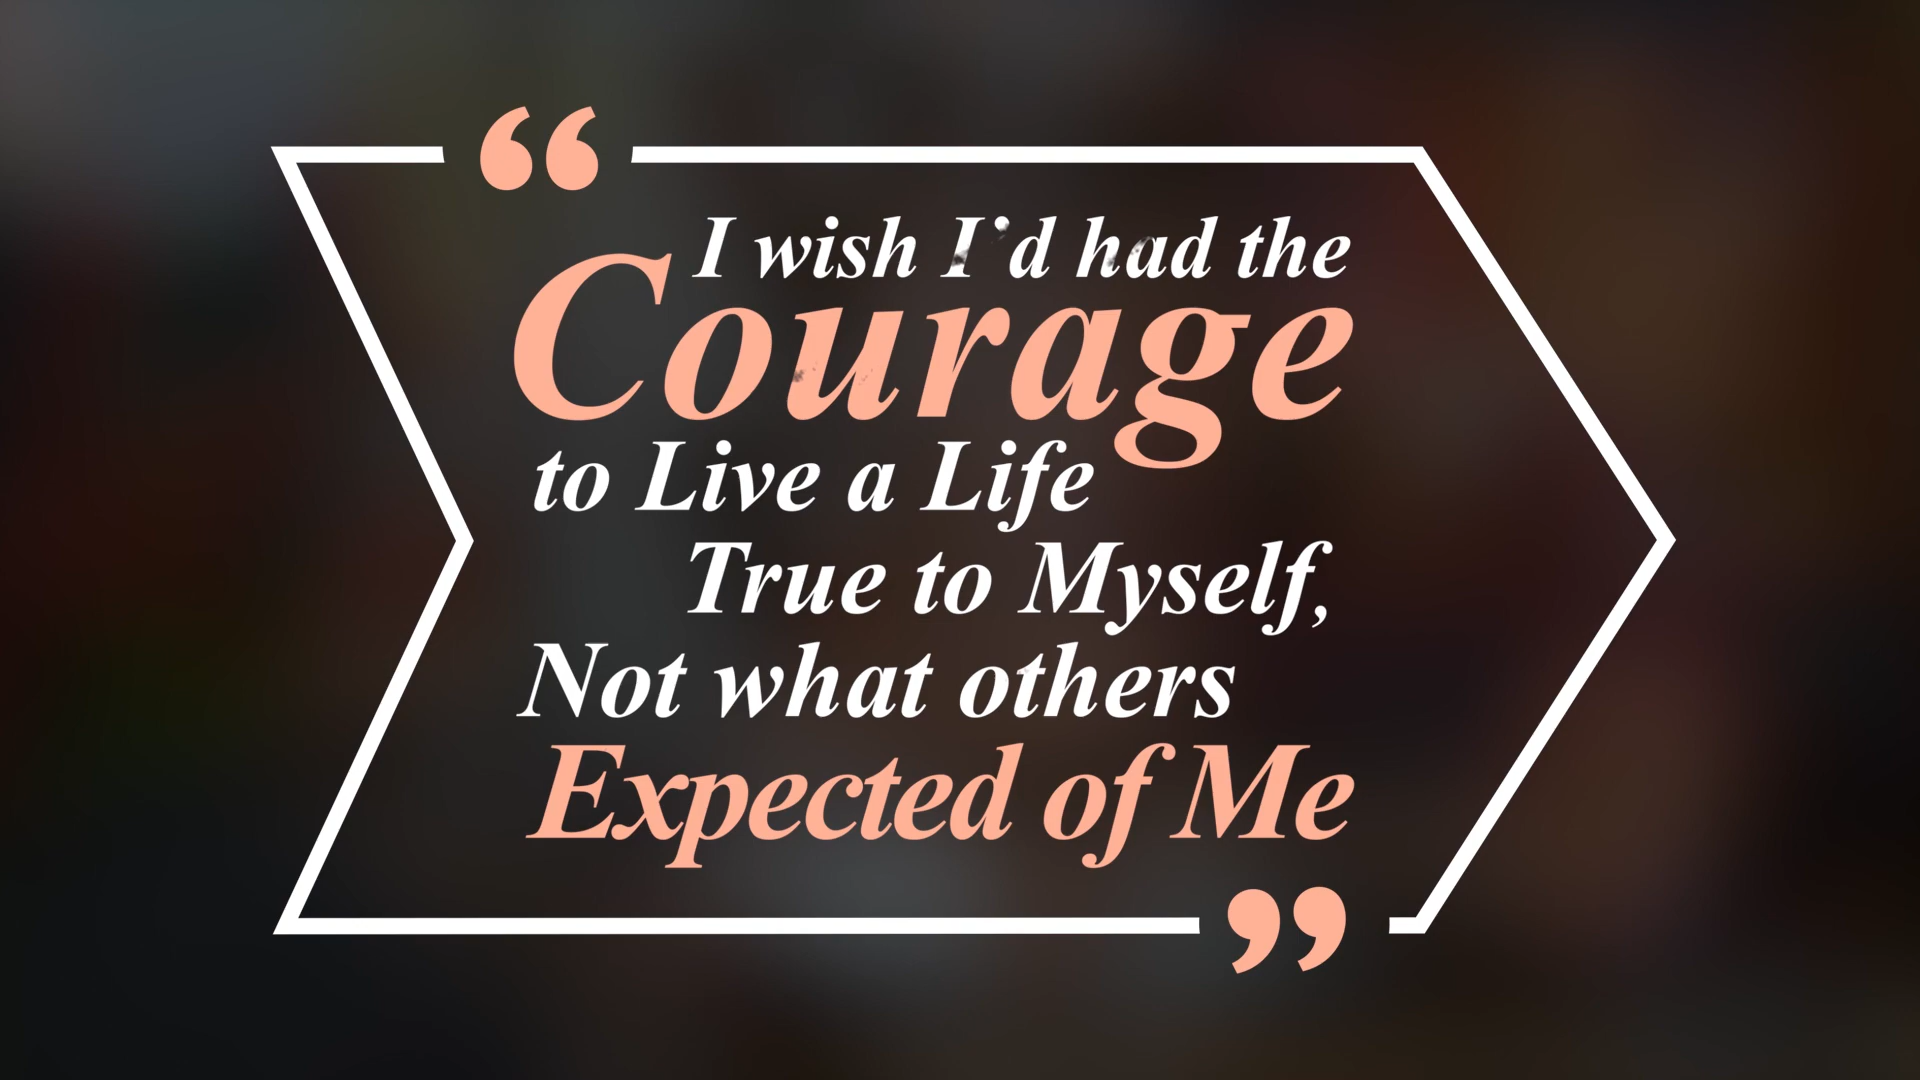 “
I wish I'd had the
Courage
to Live a Life
True to Myself,
Not what others
Expected of Me
”